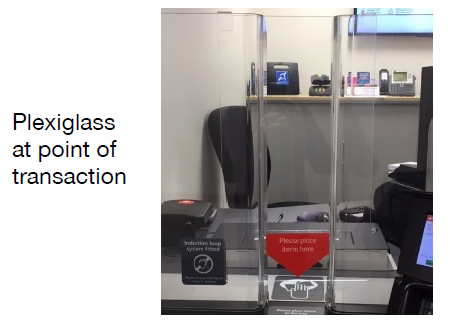 Plexiglass
at point of
transaction
Induction loop
system fitted
Please place
items here